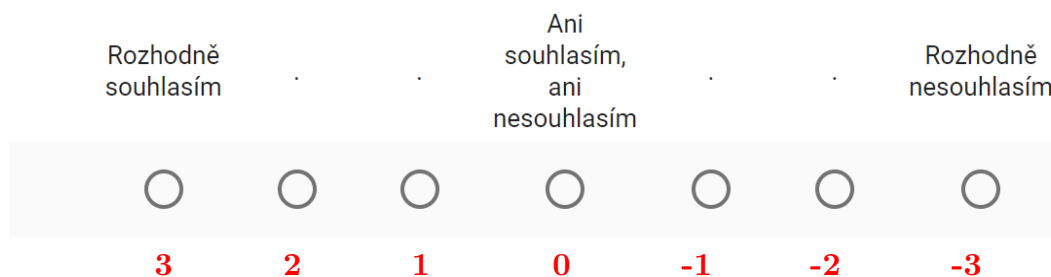 Rozhodně
souhlasím
.
.
Ani
souhlasím,
ani
nesouhlasím
.
.
Rozhodně
nesouhlasím
3 2 1 0 -1 -2 -3